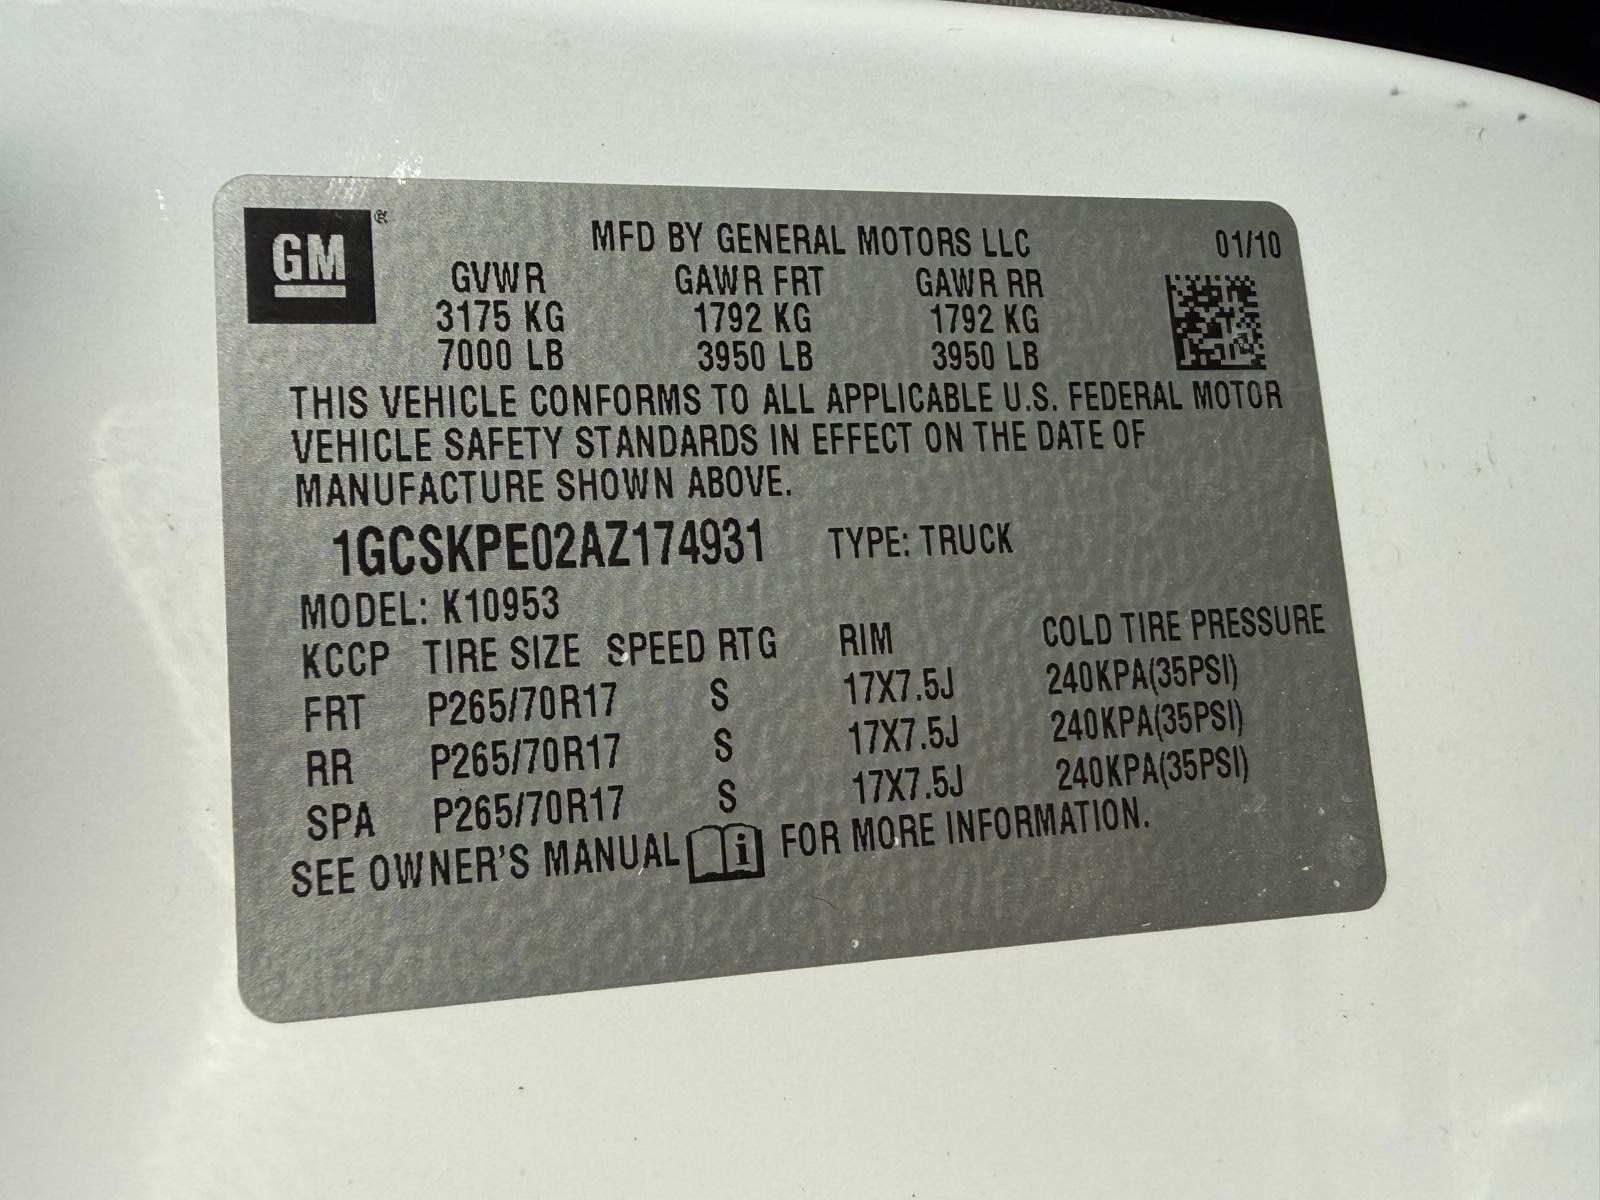 GM ®
MFD BY GENERAL MOTORS LLC 01/10
GVWR GAWR FRT GAWR RR
3175 KG 1792 KG 1792 KG
7000 LB 3950 LB 3950 LB
THIS VEHICLE CONFORMS TO ALL APPLICABLE U.S. FEDERAL MOTOR
VEHICLE SAFETY STANDARDS IN EFFECT ON THE DATE OF
MANUFACTURE SHOWN ABOVE.
1GCSKPE02AZ174931 TYPE: TRUCK
MODEL: K10953
KCCP TIRE SIZE SPEED RTG RIM COLD TIRE PRESSURE
FRT P265/70R17 S 17X7.5J 240KPA(35PSI)
RR P265/70R17 S 17X7.5J 240KPA(35PSI)
SPA P265/70R17 S 17X7.5J 240KPA(35PSI)
SEE OWNER'S MANUAL i FOR MORE INFORMATION.